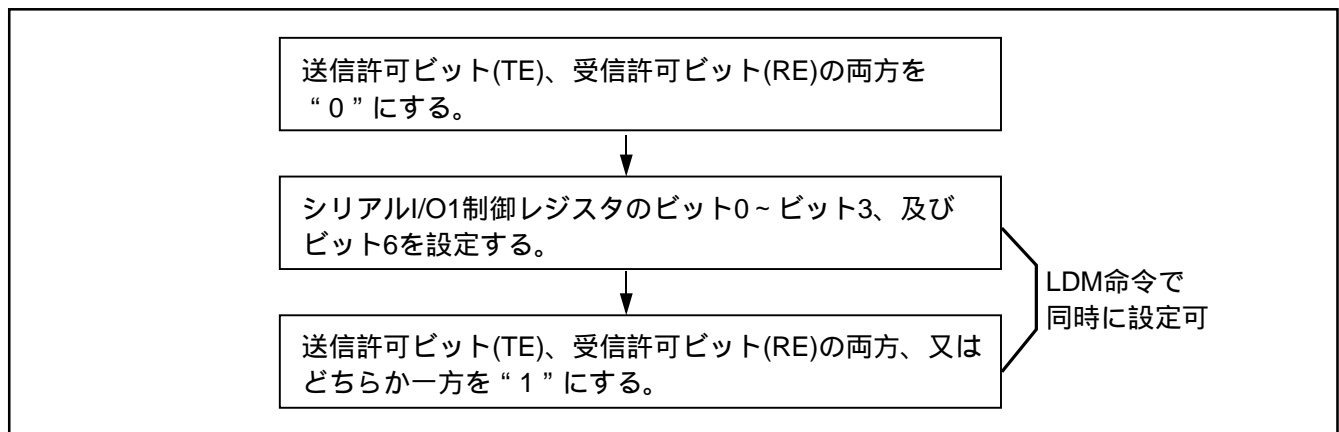 送信許可ビット(TE)、受信許可ビット(RE)の両方を
“０”にする。
シリアルI/O1制御レジスタのビット0～ビット3、及び
ビット6を設定する。
LDM命令で
同時に設定可
送信許可ビット(TE)、受信許可ビット(RE)の両方、又は
どちらか一方を“１”にする。